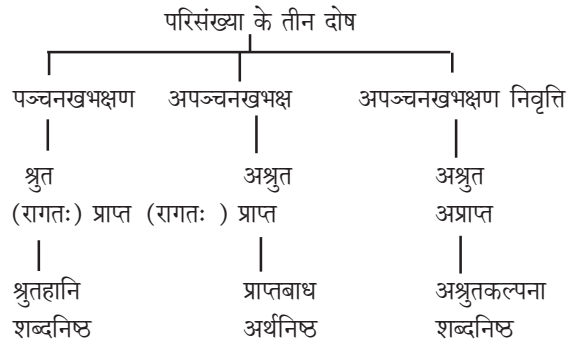 परिसंख्या के तीन दोष
पञ्चनखभक्षण अपञ्चनखभक्ष अपञ्चनखभक्षण निवृत्ति
श्रुत अश्रुत अश्रुत
(रागतः) प्राप्त (रागतः ) प्राप्त अप्राप्त
श्रुतहानि प्राप्तबाध अश्रुतकल्पना
शब्दनिष्ठ अर्थनिष्ठ शब्दनिष्ठ